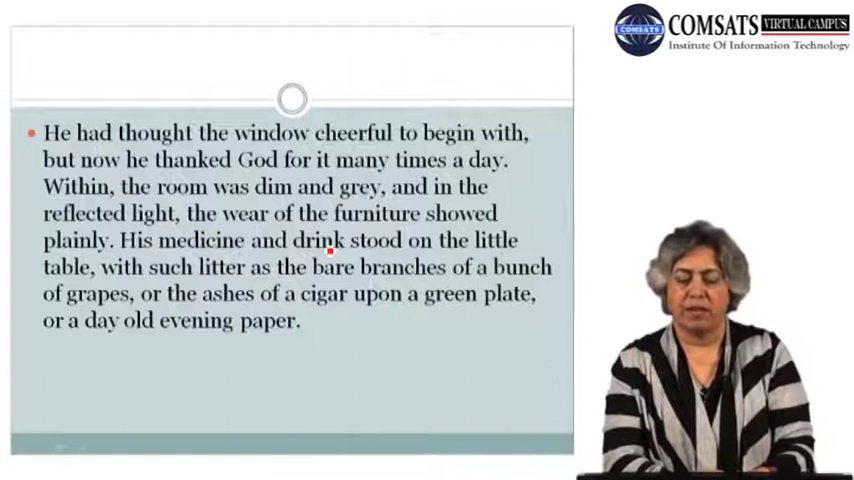 COMSATS VIRTUAL CAMPUS
COMSATS
Institute Of Information Technology
He had thought the window cheerful to begin with,
but now he thanked God for it many times a day.
Within, the room was dim and grey, and in the
reflected light, the wear of the furniture showed
plainly. His medicine and drink stood on the little
table, with such litter as the bare branches of a bunch
of grapes, or the ashes of a cigar upon a green plate,
or a day old evening paper.